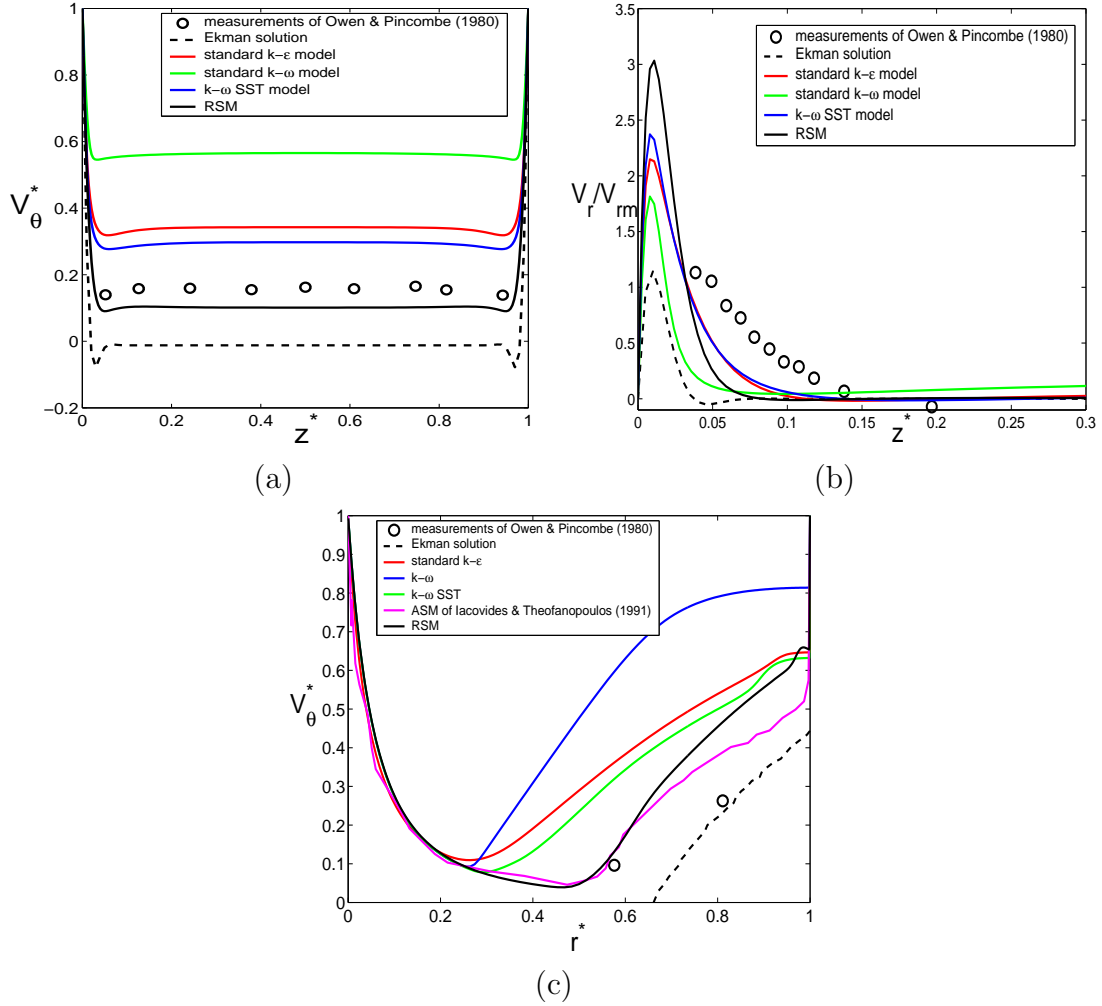 measurements of Owen & Pincombe (1980)
Ekman solution
standard k−ε model
standard k−ω model
k−ω SST model
RSM
1
0.8
0.6
0.4
0.2
0
−0.2
V*θ
0
0.2
0.4
0.6
0.8
1
z*
(a)
measurements of Owen & Pincombe (1980)
Ekman solution
standard k−ε model
standard k−ω model
k−ω SST model
RSM
3.5
3
2.5
2
1.5
1
0.5
0
Vr/Vrm
0
0.05
0.1
0.15
0.2
0.25
0.3
z*
(b)
measurements of Owen & Pincombe (1980)
Ekman solution
standard k−ε
k−ω
k−ω SST
ASM of Iacovides & Theofanopoulos (1991)
RSM
1
0.9
0.8
0.7
0.6
0.5
0.4
0.3
0.2
0.1
0
V*θ
0
0.2
0.4
0.6
0.8
1
r*
(c)